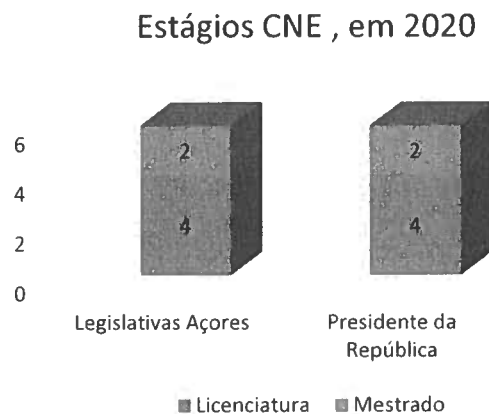 Estágios CNE , em 2020
6
4
2
0
2
4
2
4
Legislativas Açores
Presidente da
República
Licenciatura
Mestrado